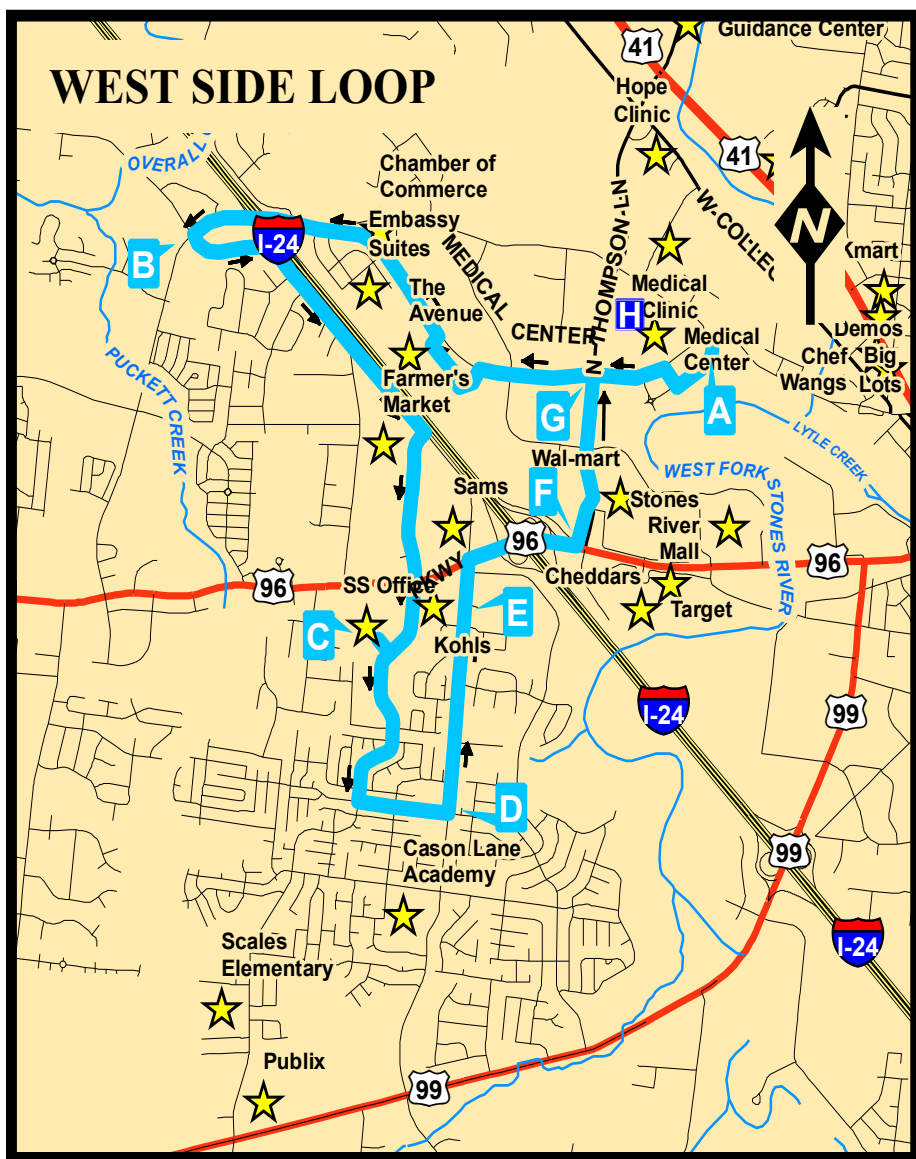 WEST SIDE LOOP
Guidance Center
41
Hope
Clinic
41
OVERALL
Chamber of
Commerce
Embassy
Suites
I-24
B
MEDICAL
CENTER
N-THOMPSON-LN
W-COLLEG
N
Kmart
The
Avenue
H
Medical
Clinic
Medical
Center
Demos
Chef
Wangs
Big
Lots
PUCKETT CREEK
Farmer's
Market
G
A
LYTLE CREEK
Wal-mart
WEST FORK STONES RIVER
Sams
F
Stones
River
Mall
96
96
96
PKWY
SS Office
Cheddars
Target
C
E
Kohls
I-24
99
D
Cason Lane
Academy
99
I-24
Scales
Elementary
Publix
99